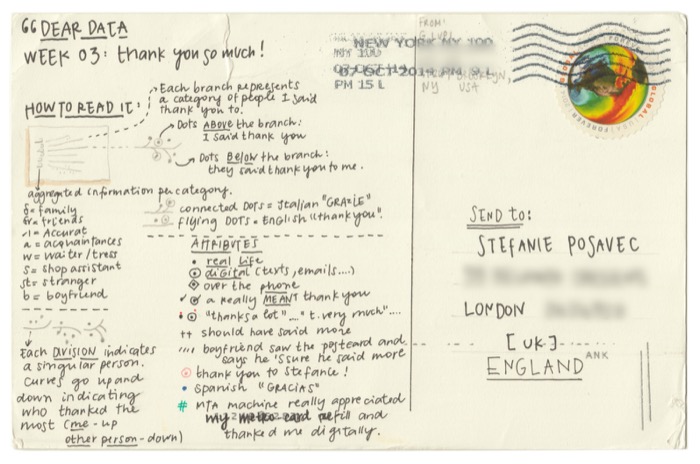 GG DEAR DATA
WEEK 03: thank you so much!
HOW TO READ IT:
Each branch represents
a category of people I said
thank you to.
Dots ABOVE the branch:
I said thank you
Dots BELOW the branch:
they said thank you to me.
aggregated information per category.
f = family
fr = friends
= Accurat
a = acquaintances
w = waiter/tress
s = shop assistant
st = stranger
b = boyfriend
connected DOTS = Italian "GRAZIE"
flying DOTS = English "thank you".
ATTRIBUTES
real life
digital (texts, emails....)
over the phone
a really MEANT thank you
"thanks a lot"...." t. very much"....
++ should have said more
boyfriend saw the postcard and
says he's sure he said more
thank you to Stefanie!
spanish "GRACIAS"
# MTA machine really appreciated
my metro card refill and
thanked me digitally.
Each DIVISION indicates
a singular person.
Curves go up and
down indicating
who thanked the
most (me - up
other person - down)
FROM:
NEW YORK NY 100
07 OCT 2014 PM 9 L
PM 15 L
NY USA
GLOBAL
FOREVER
SEND to:
STEFANIE POSAVEC
LONDON
[UK]
ENGLAND
ANK